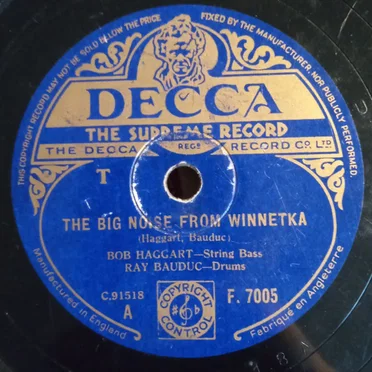 THIS COPYRIGHT RECORD MAY NOT BE SOLD BELOW THE PRICE FIXED BY THE MANUFACTURER, NOR PUBLICLY PERFORMED.
DECCA
THE SUPREME RECORD
THE DECCA REGD RECORD CO. LTD
T
THE BIG NOISE FROM WINNETKA
(Haggart, Bauduc)
BOB HAGGART—String Bass
RAY BAUDUC—Drums
C.91518
A
COPYRIGHT
CONTROL
F. 7005
Manufactured in England
Fabriqué en Angleterre